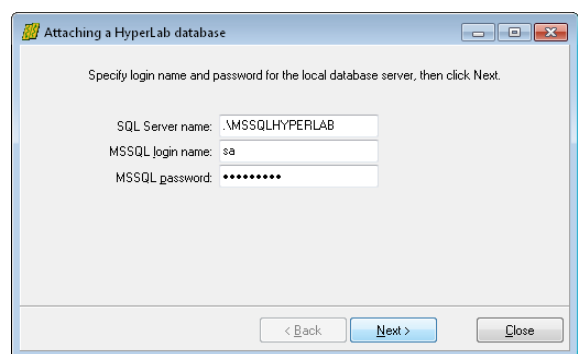 Attaching a HyperLab database
Specify login name and password for the local database server, then click Next.
SQL Server name: .\MSSQLHYPERLAB
MSSQL login name: sa
MSSQL password: •••••••••
< Back Next > Close